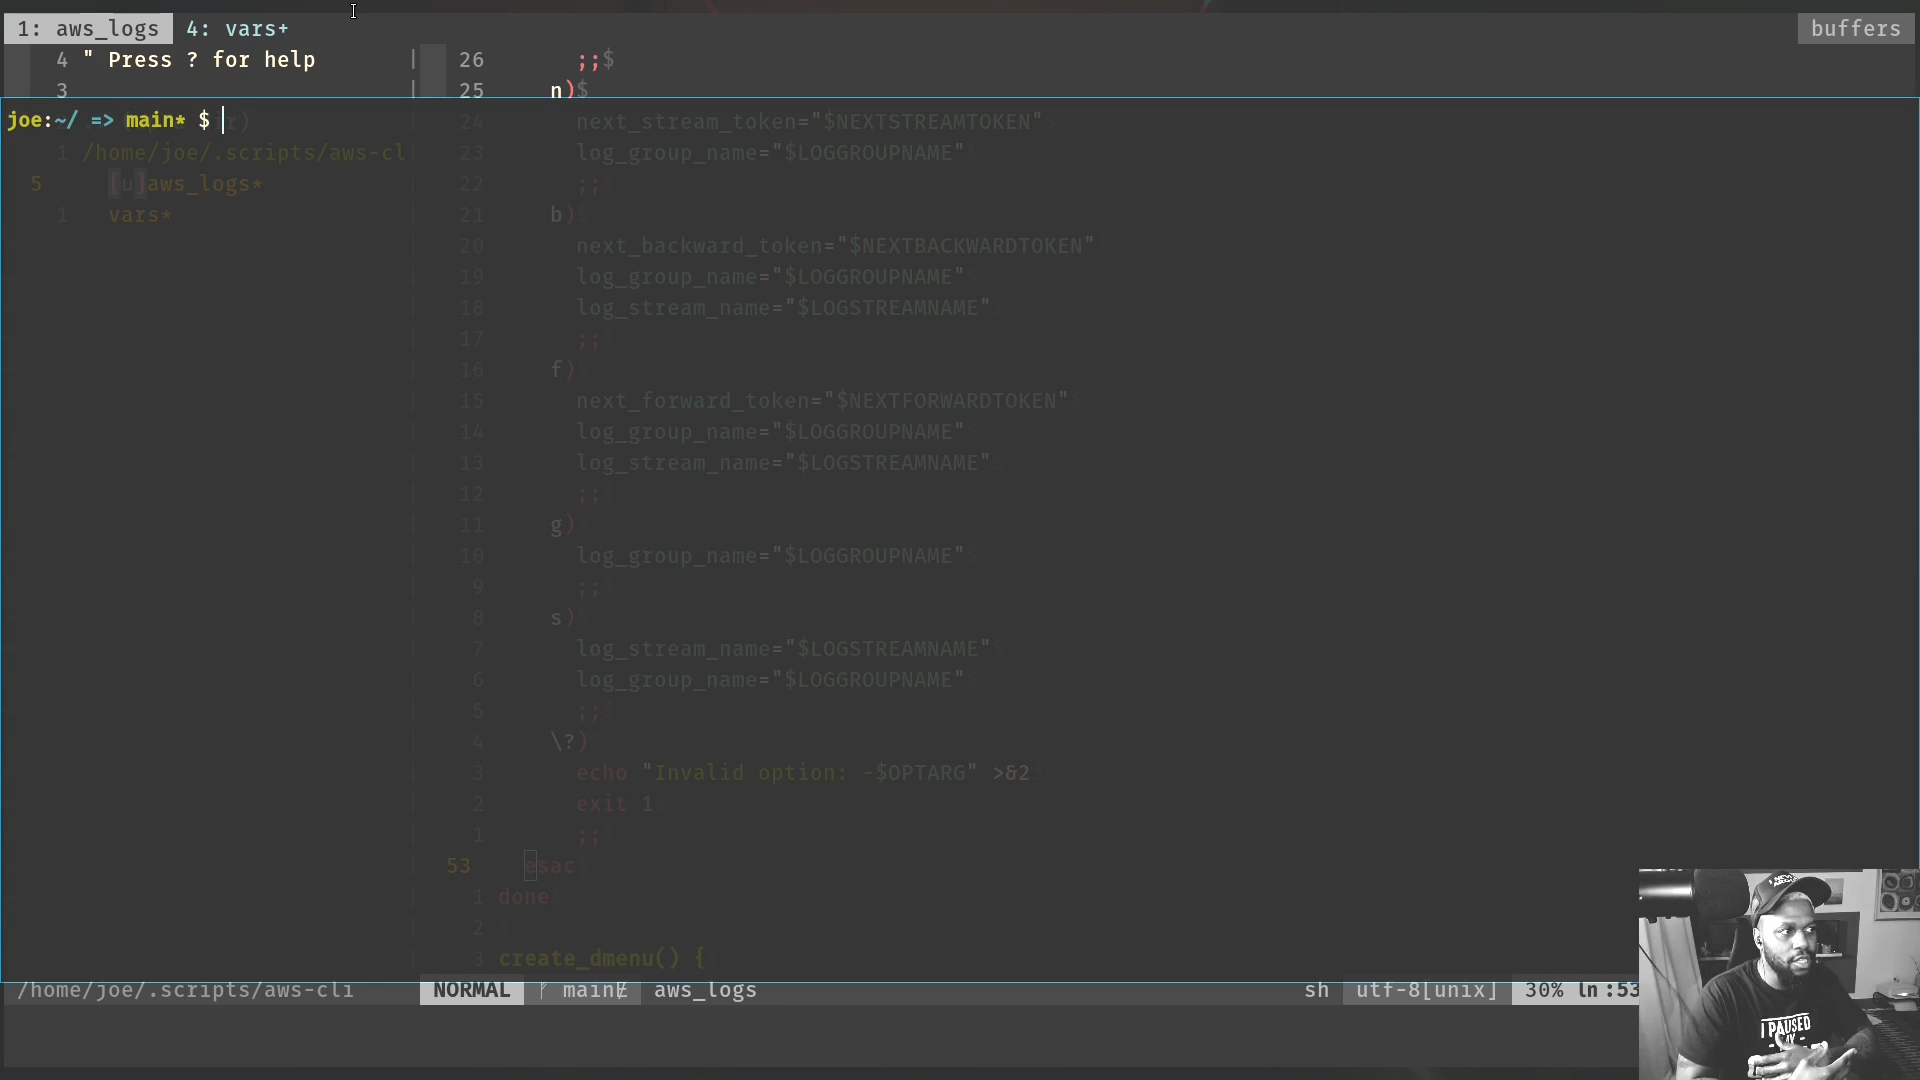 1: aws_logs 4: vars+ buffers
4 " Press ? for help
3
joe:~/ => main* $
1 /home/joe/.scripts/aws-cl
5 [u]aws_logs*
1 vars*
26 ;;$
25 n)$
24 next_stream_token="$NEXTSTREAMTOKEN"$
23 log_group_name="$LOGGROUPNAME"$
22 ;;$
21 b)$
20 next_backward_token="$NEXTBACKWARDTOKEN"$
19 log_group_name="$LOGGROUPNAME"$
18 log_stream_name="$LOGSTREAMNAME"$
17 ;;$
16 f)$
15 next_forward_token="$NEXTFORWARDTOKEN"$
14 log_group_name="$LOGGROUPNAME"$
13 log_stream_name="$LOGSTREAMNAME"$
12 ;;$
11 g)$
10 log_group_name="$LOGGROUPNAME"$
9 ;;$
8 s)$
7 log_stream_name="$LOGSTREAMNAME"$
6 log_group_name="$LOGGROUPNAME"$
5 ;;$
4 \?)$
3 echo "Invalid option: -$OPTARG" >&2$
2 exit 1$
1 ;;$
53 esac$
1 done$
2 $
3 create_dmenu() {
/home/joe/.scripts/aws-cli NORMAL main aws_logs sh utf-8[unix] 30% ln :53
I PAUSED
MY